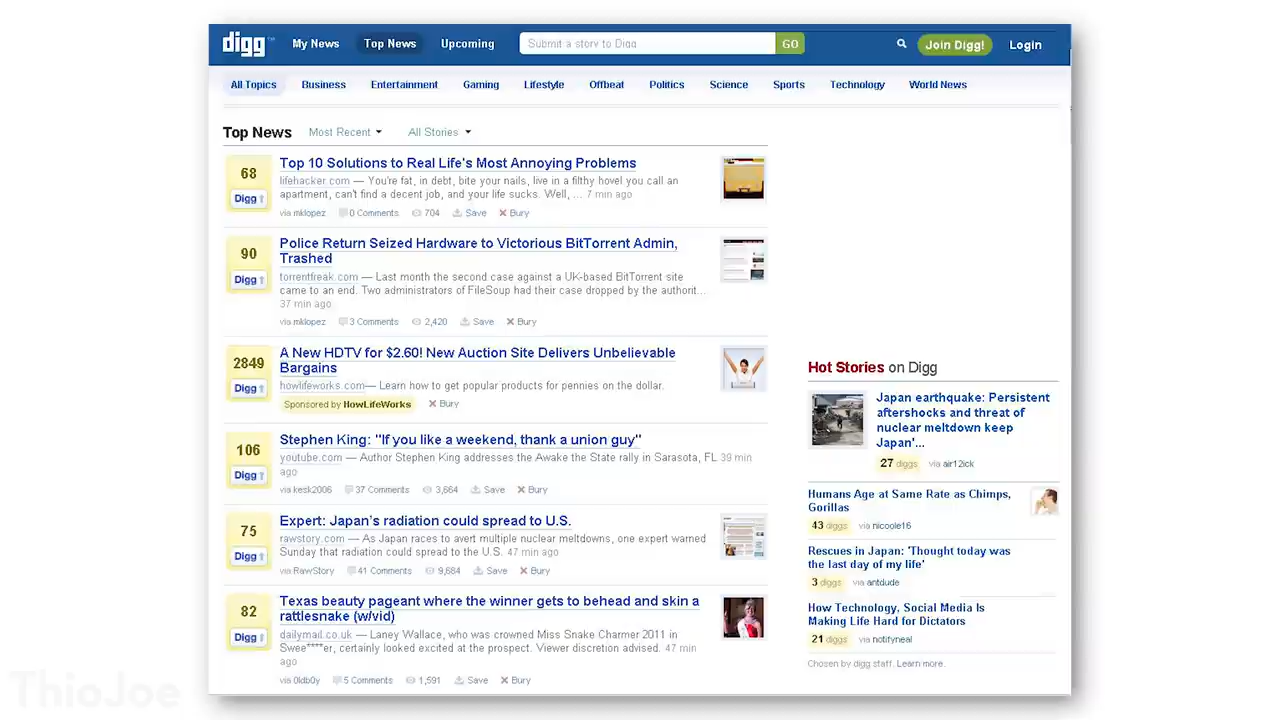 digg™ My News Top News Upcoming Submit a story to Digg GO Join Digg! Login
All Topics Business Entertainment Gaming Lifestyle Offbeat Politics Science Sports Technology World News
Top News Most Recent All Stories
68
Digg
Top 10 Solutions to Real Life's Most Annoying Problems
lifehacker.com — You're fat, in debt, bite your nails, live in a filthy hovel you call an
apartment, can't find a decent job, and your life sucks. Well, ... 7 min ago
via mklopez 0 Comments 704 Save Bury
90
Digg
Police Return Seized Hardware to Victorious BitTorrent Admin,
Trashed
torrentfreak.com — Last month the second case against a UK-based BitTorrent site
came to an end. Two administrators of FileSoup had their case dropped by the authorit...
37 min ago
via mklopez 3 Comments 2,420 Save Bury
2849
Digg
A New HDTV for $2.60! New Auction Site Delivers Unbelievable
Bargains
howlifeworks.com— Learn how to get popular products for pennies on the dollar.
Sponsored by HowLifeWorks Bury
106
Digg
Stephen King: "If you like a weekend, thank a union guy"
youtube.com — Author Stephen King addresses the Awake the State rally in Sarasota, FL 39 min
ago
via kesk2006 37 Comments 3,664 Save Bury
75
Digg
Expert: Japan's radiation could spread to U.S.
rawstory.com — As Japan races to avert multiple nuclear meltdowns, one expert warned
Sunday that radiation could spread to the U.S. 47 min ago
via RawStory 41 Comments 9,684 Save Bury
82
Digg
Texas beauty pageant where the winner gets to behead and skin a
rattlesnake (w/vid)
dailymail.co.uk — Laney Wallace, who was crowned Miss Snake Charmer 2011 in
Swee****er, certainly looked excited at the prospect. Viewer discretion advised. 47 min
ago
via 0ldb0y 5 Comments 1,591 Save Bury
Hot Stories on Digg
Japan earthquake: Persistent
aftershocks and threat of
nuclear meltdown keep
Japan'...
27 diggs via air12ick
Humans Age at Same Rate as Chimps,
Gorillas
43 diggs via nicoole16
Rescues in Japan: 'Thought today was
the last day of my life'
3 diggs via antdude
How Technology, Social Media Is
Making Life Hard for Dictators
21 diggs via notifyneal
Chosen by digg staff. Learn more.
ThioJoe